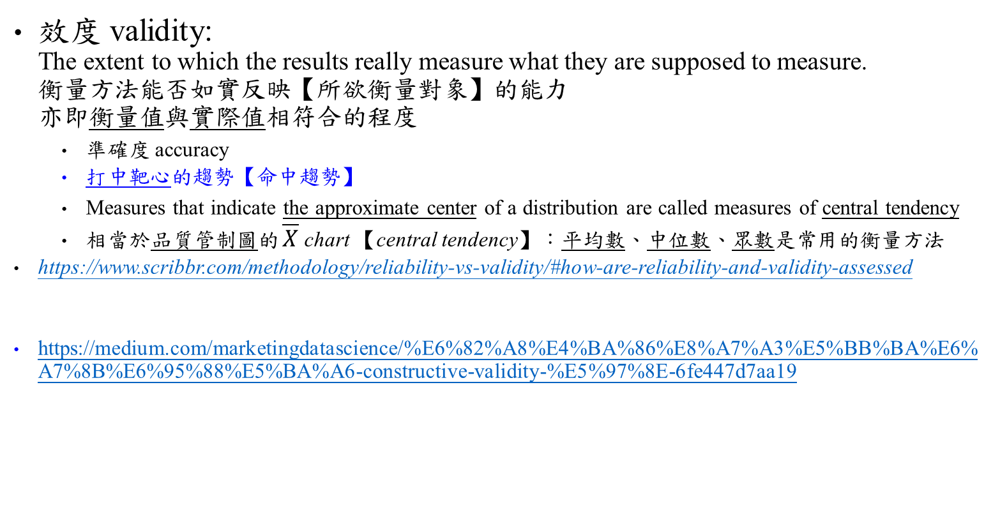 • 效度 validity:
The extent to which the results really measure what they are supposed to measure.
衡量方法能否如實反映【所欲衡量對象】的能力
亦即衡量值與實際值相符合的程度
• 準確度 accuracy
• 打中靶心的趨勢【命中趨勢】
• Measures that indicate the approximate center of a distribution are called measures of central tendency
• 相當於品質管制圖的 X̅ chart 【central tendency】：平均數、中位數、眾數是常用的衡量方法
• https://www.scribbr.com/methodology/reliability-vs-validity/#how-are-reliability-and-validity-assessed
• https://medium.com/marketingdatascience/%E6%82%A8%E4%BA%86%E8%A7%A3%E5%BB%BA%E6%
A7%8B%E6%95%88%E5%BA%A6-constructive-validity-%E5%97%8E-6fe447d7aa19